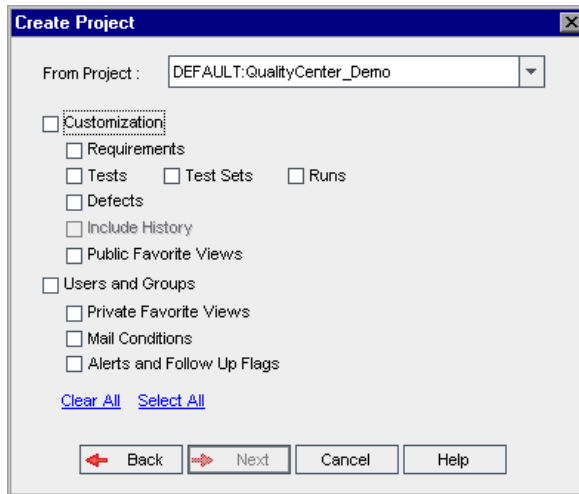 Create Project
From Project : DEFAULT:QualityCenter_Demo
Customization
Requirements
Tests Test Sets Runs
Defects
Include History
Public Favorite Views
Users and Groups
Private Favorite Views
Mail Conditions
Alerts and Follow Up Flags
Clear All Select All
Back Next Cancel Help